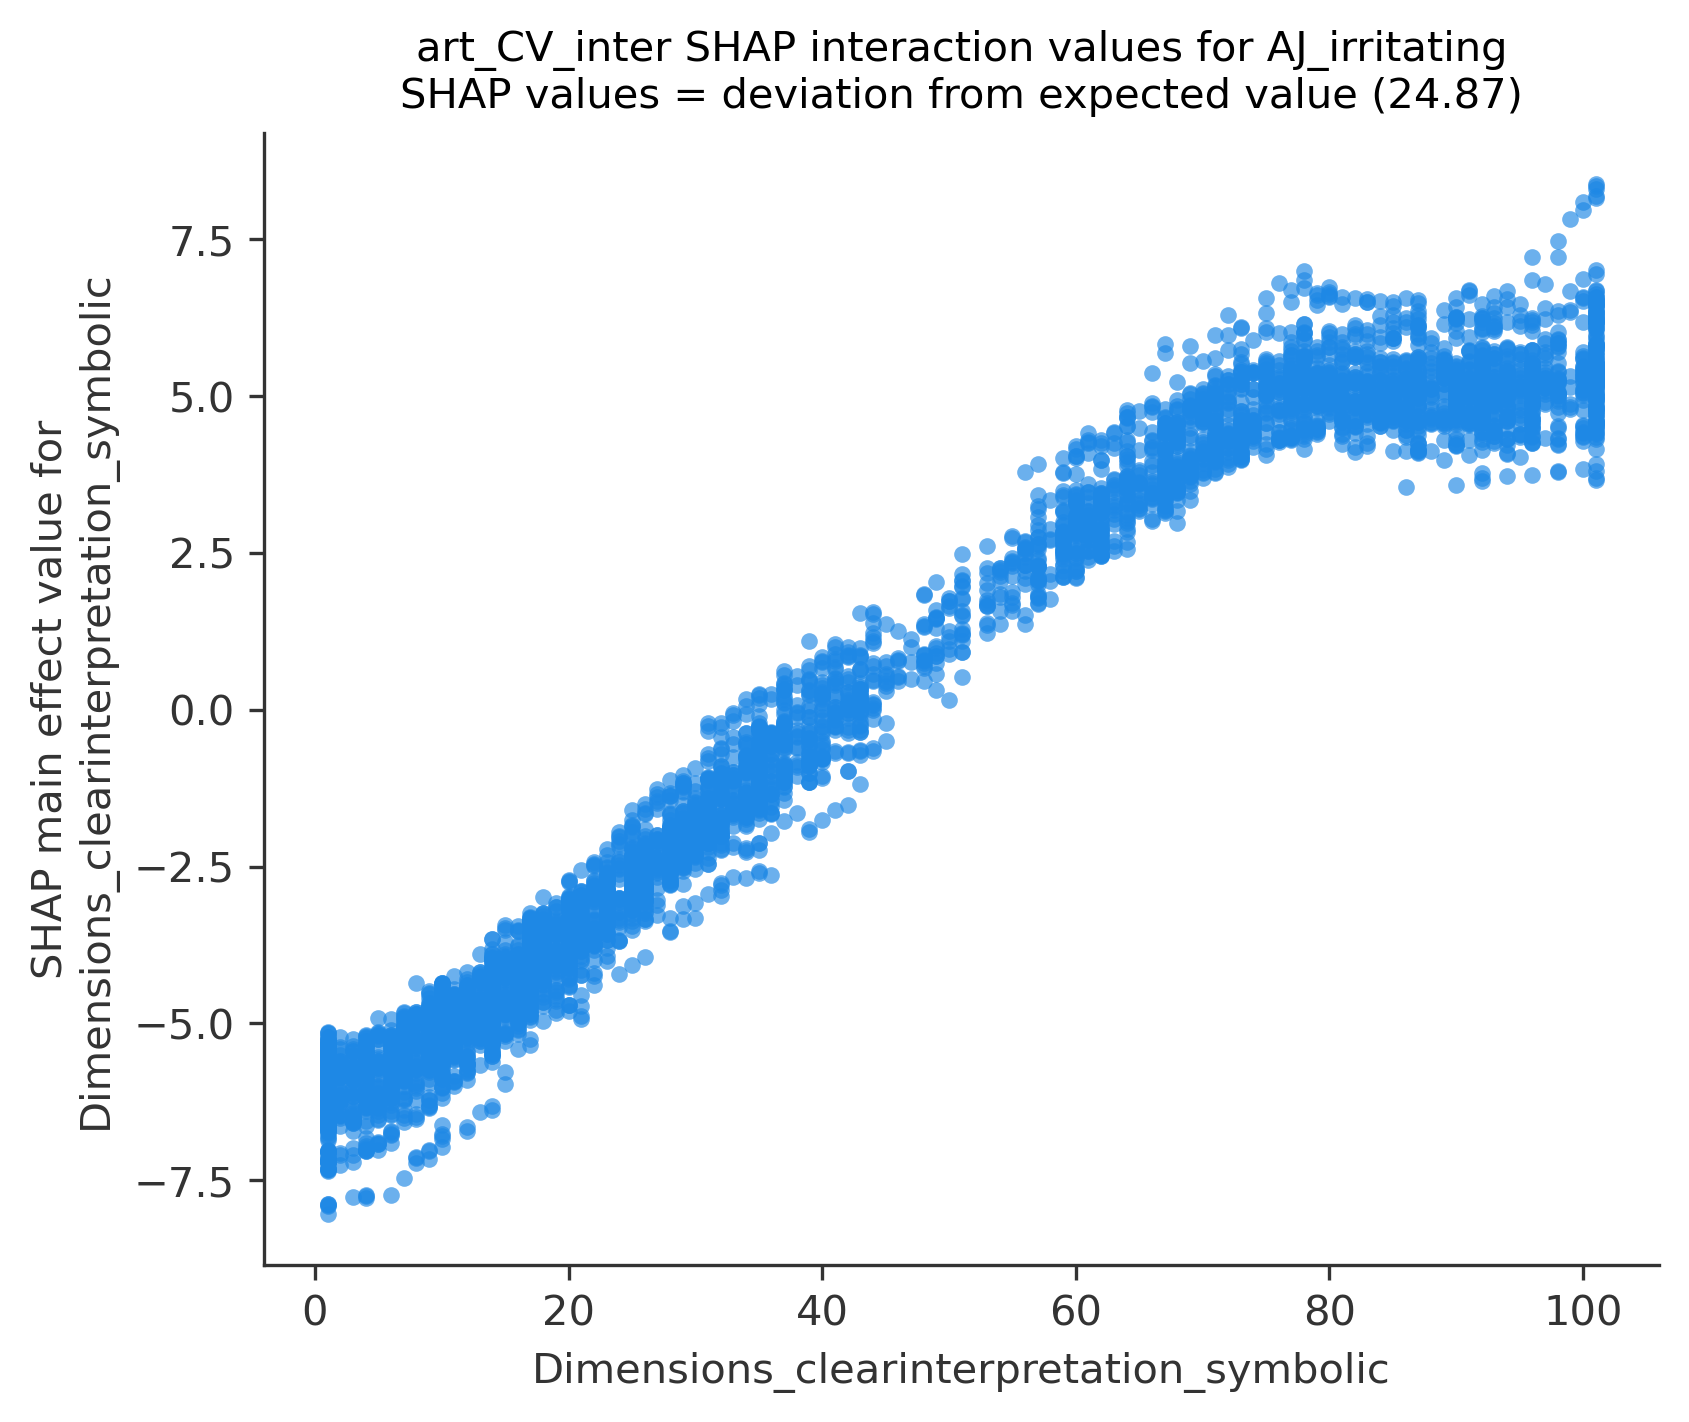 art_CV_inter SHAP interaction values for AJ_irritating
SHAP values = deviation from expected value (24.87)
SHAP main effect value for
Dimensions_clearinterpretation_symbolic
7.5
5.0
2.5
0.0
−2.5
−5.0
−7.5
0
20
40
60
80
100
Dimensions_clearinterpretation_symbolic